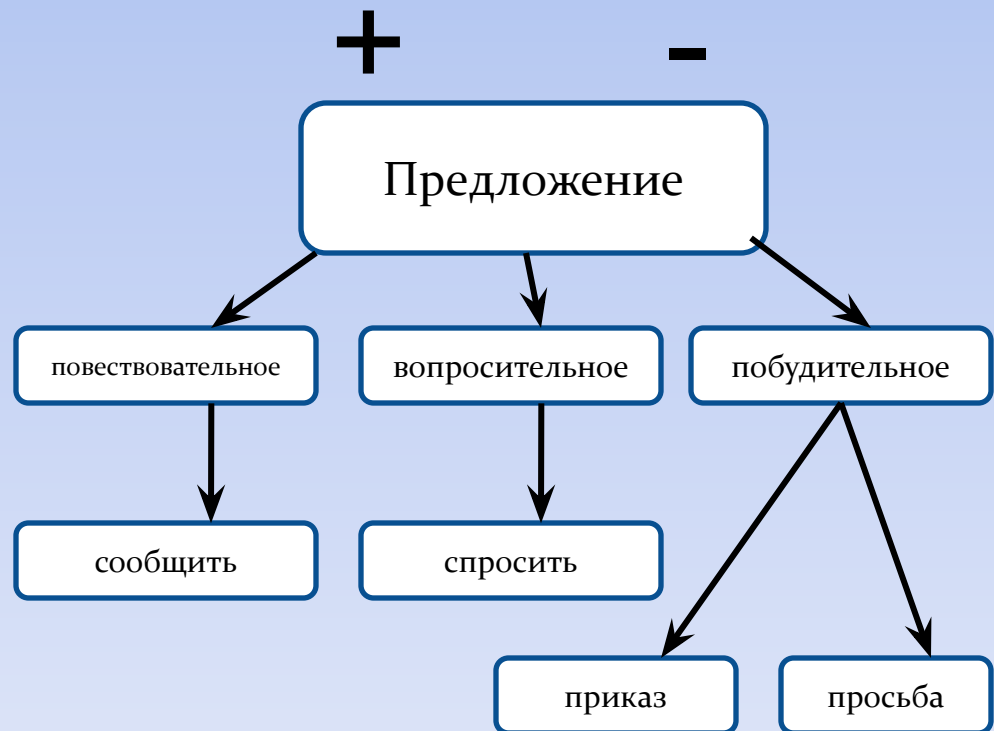 + -
Предложение
повествовательное вопросительное побудительное
сообщить спросить
приказ просьба